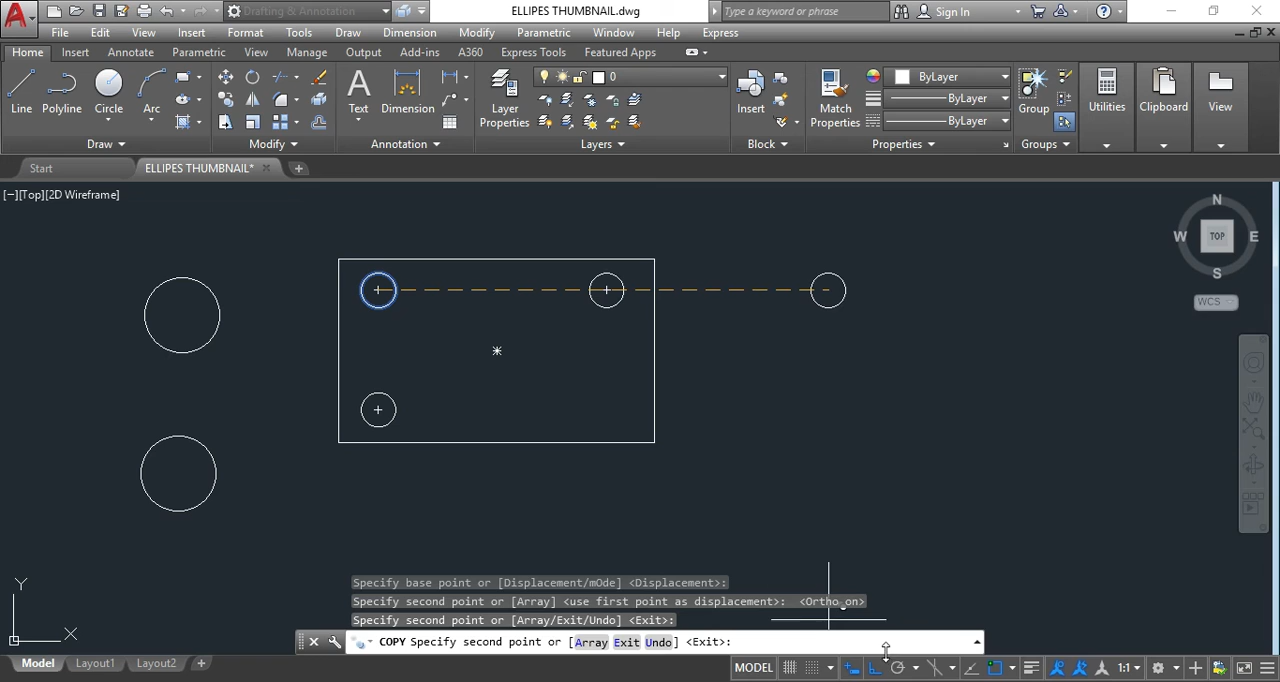 ELLIPES THUMBNAIL.dwg
Drafting & Annotation
Type a keyword or phrase
Sign In
File Edit View Insert Format Tools Draw Dimension Modify Parametric Window Help Express
Home Insert Annotate Parametric View Manage Output Add-ins A360 Express Tools Featured Apps
Line Polyline Circle Arc
Text Dimension
Layer Properties
0
Insert
Match Properties
ByLayer
ByLayer
ByLayer
Group
Utilities
Clipboard
View
Draw Modify Annotation Layers Block Properties Groups
Start ELLIPES THUMBNAIL*
[−][Top][2D Wireframe]
N
W TOP E
S
WCS
Y
X
Specify base point or [Displacement/mOde] <Displacement>:
Specify second point or [Array] <use first point as displacement>: <Ortho on>
Specify second point or [Array/Exit/Undo] <Exit>:
COPY Specify second point or [Array Exit Undo] <Exit>:
Model Layout1 Layout2 +
MODEL 1:1